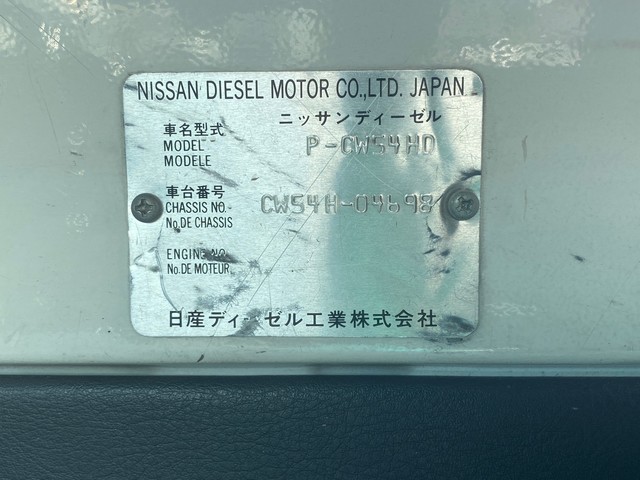 NISSAN DIESEL MOTOR CO.,LTD. JAPAN
ニッサンディーゼル
車名型式
MODEL
MODELE
P-CW54HD
車台番号
CHASSIS NO.
No.DE CHASSIS
CW54H-04698
ENGINE NO.
No.DE MOTEUR
日産ディーゼル工業株式会社